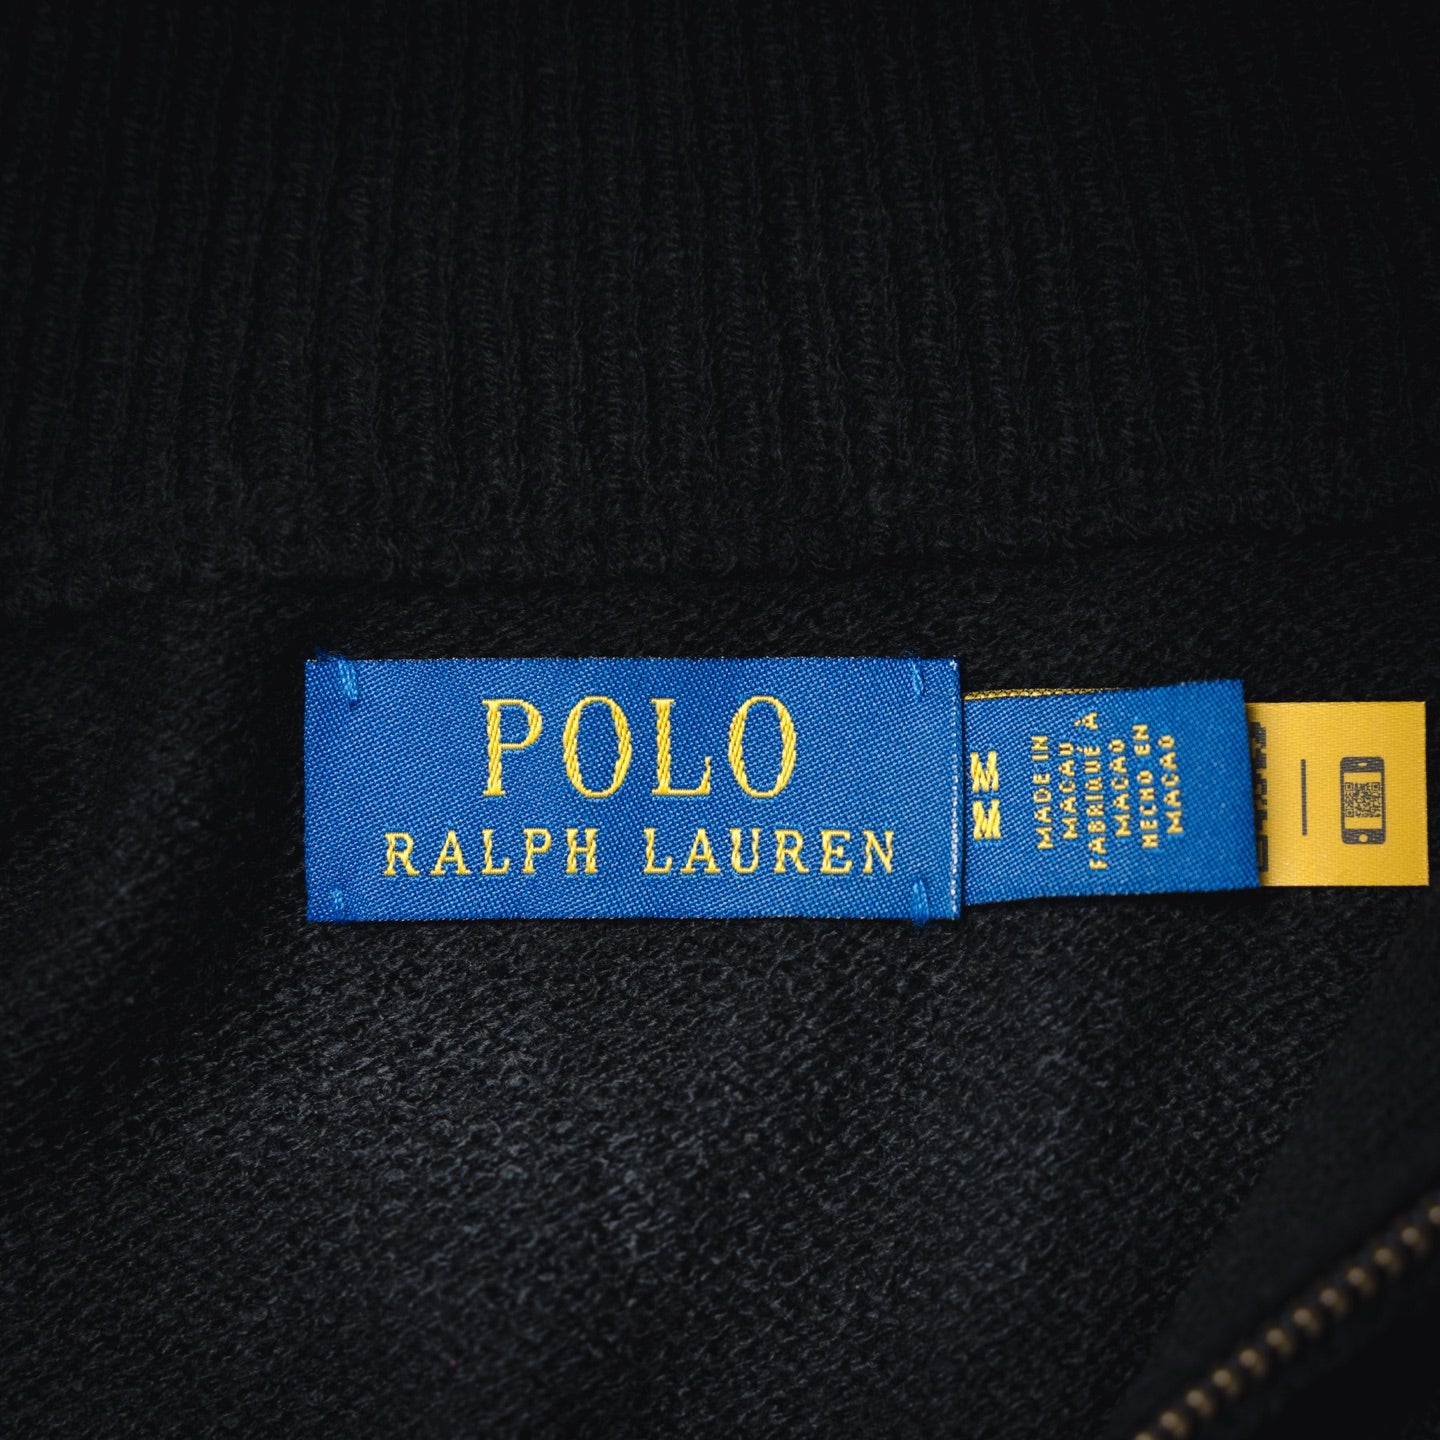 POLO
RALPH LAUREN
M
M
MADE IN
MACAU
FABRIQUÉ À
MACAO
HECHO EN
MACAO